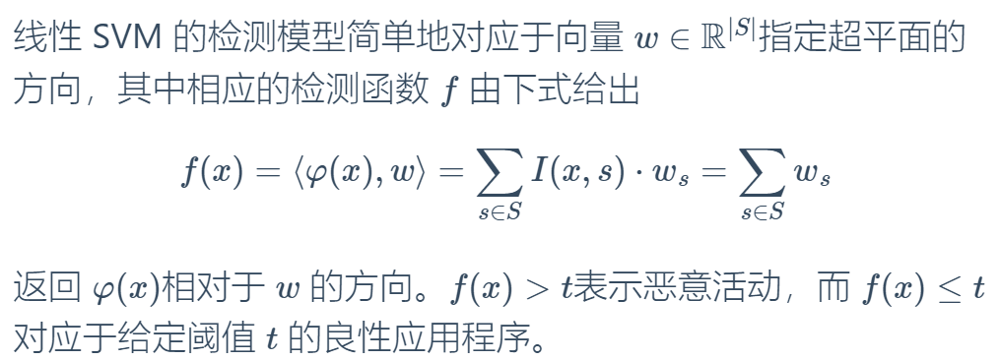 线性 SVM 的检测模型简单地对应于向量 $w \in \mathbb{R}^{|S|}$指定超平面的
方向，其中相应的检测函数 $f$ 由下式给出
$f(x) = \langle \varphi(x), w \rangle = \sum_{s \in S} I(x, s) \cdot w_s = \sum_{s \in S} w_s$
返回 $\varphi(x)$相对于 $w$ 的方向。$f(x) > t$表示恶意活动，而 $f(x) \leq t$
对应于给定阈值 $t$ 的良性应用程序。